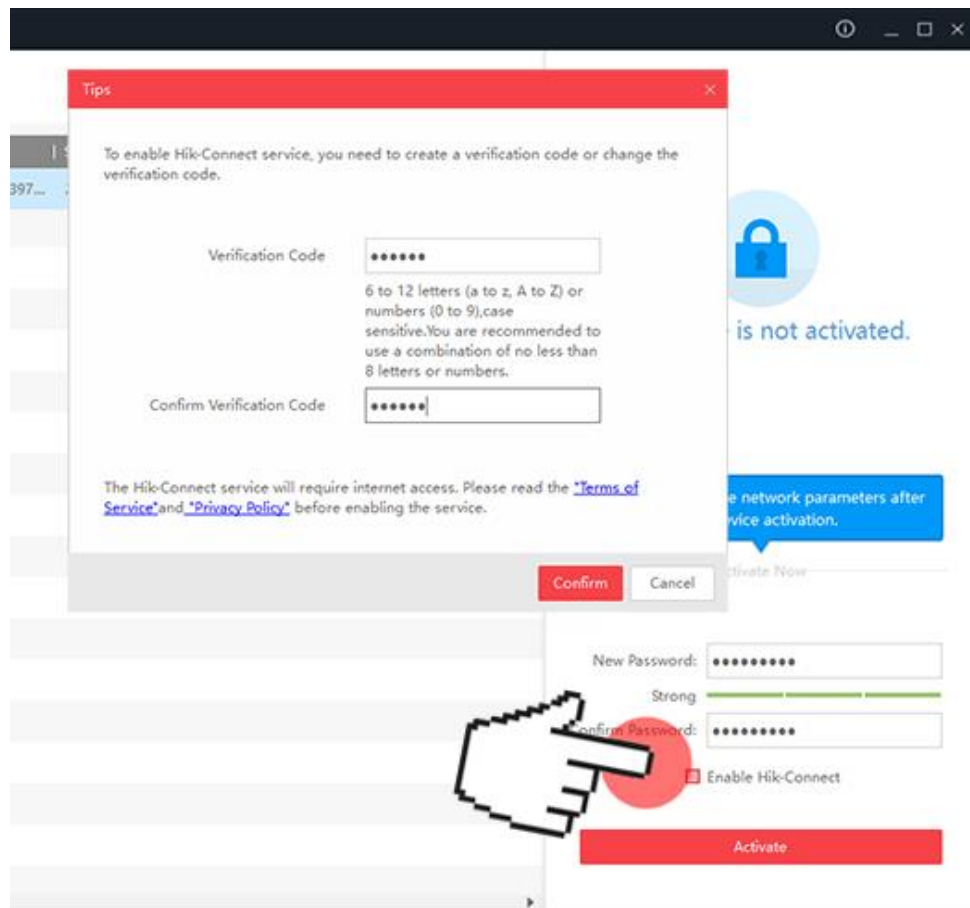 Tips
397...
To enable Hik-Connect service, you need to create a verification code or change the
verification code.
Verification Code
6 to 12 letters (a to z, A to Z) or
numbers (0 to 9),case
sensitive.You are recommended to
use a combination of no less than
8 letters or numbers.
Confirm Verification Code
The Hik-Connect service will require internet access. Please read the "Terms of
Service"and "Privacy Policy" before enabling the service.
Confirm
Cancel
is not activated.
network parameters after
activation.
Now
New Password:
Strong
Confirm Password:
Enable Hik-Connect
Activate